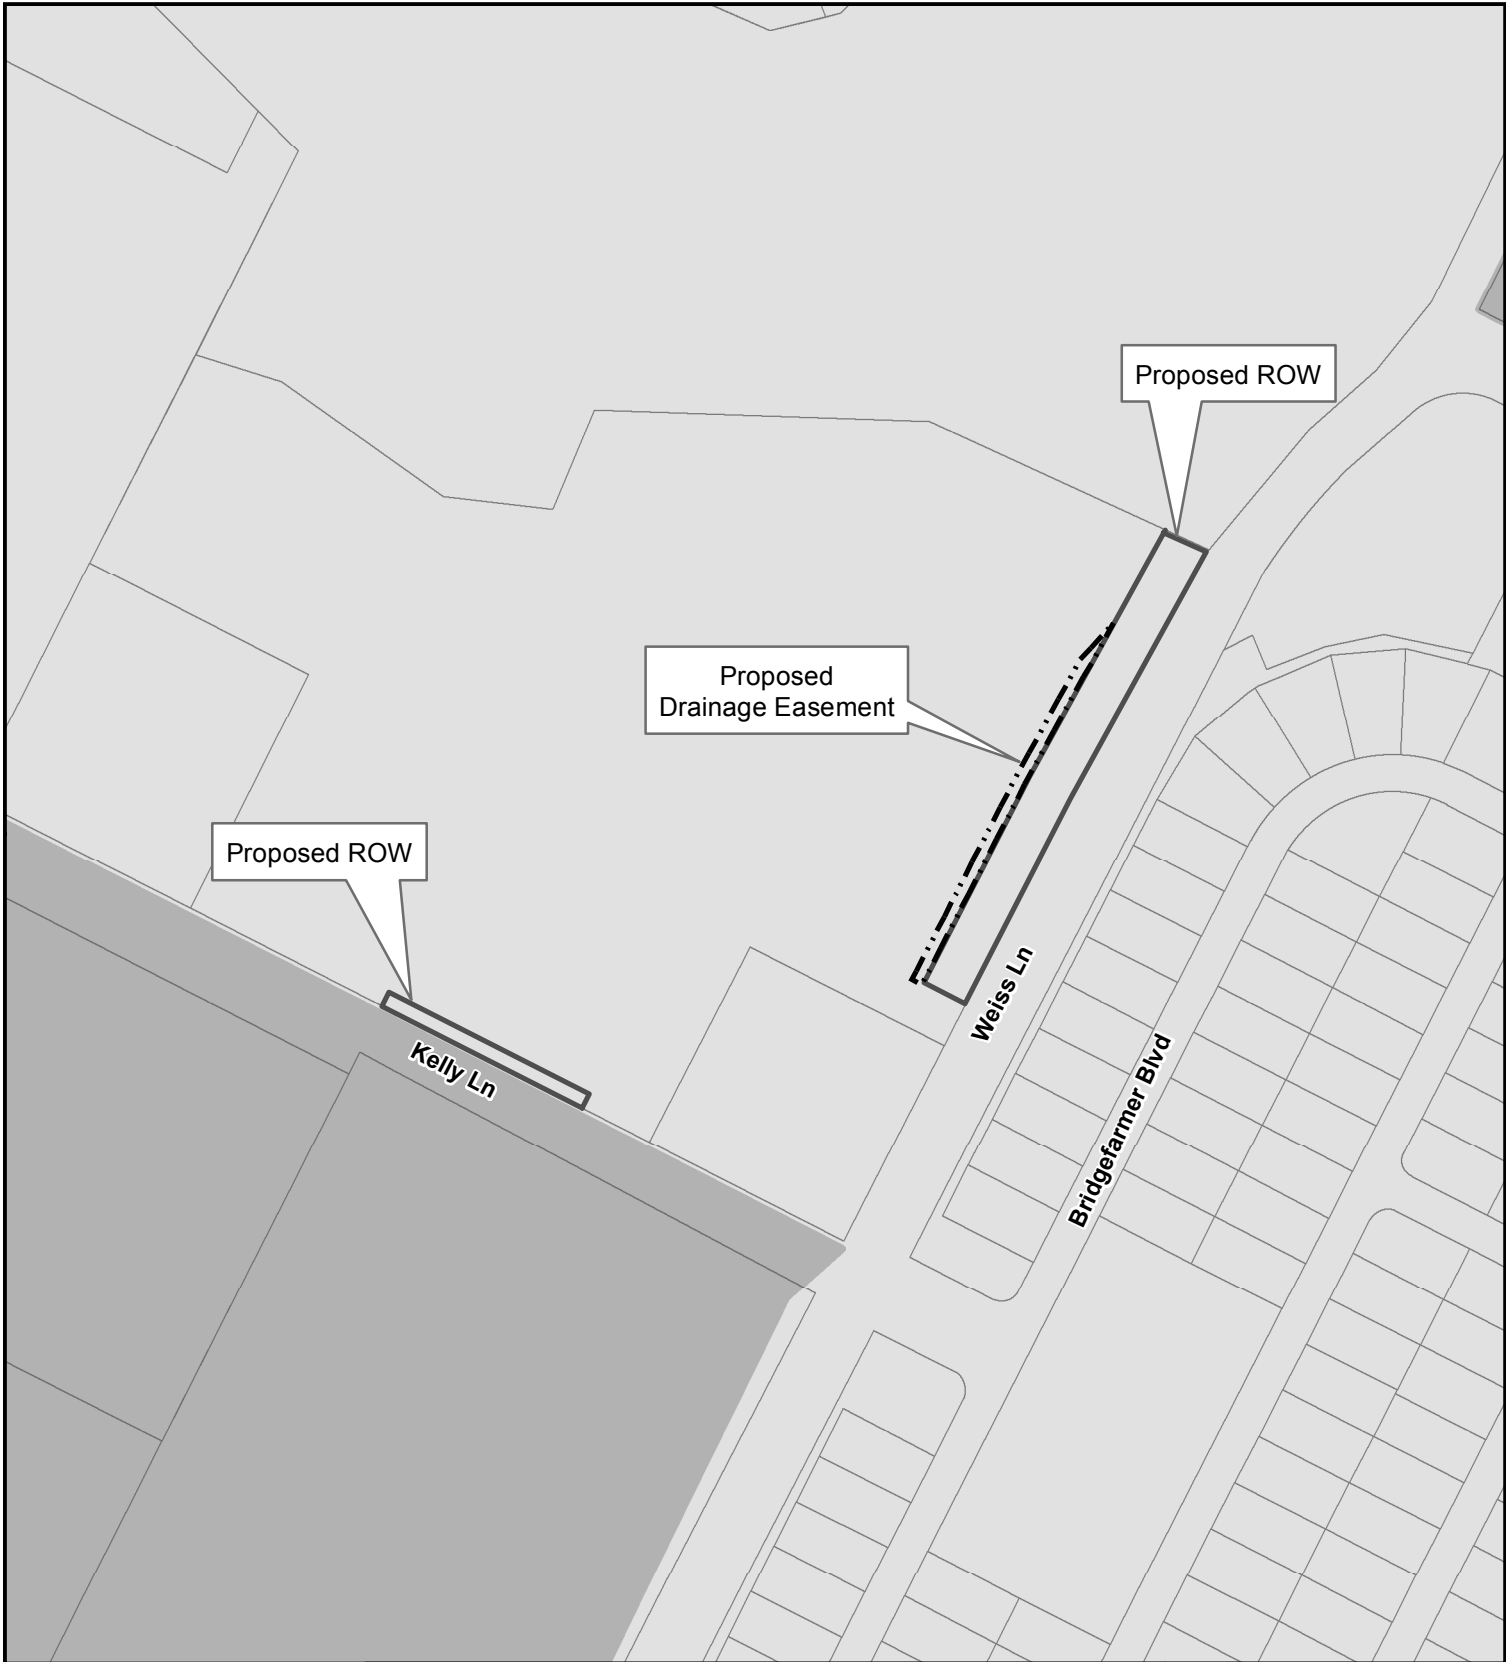 Proposed ROW
Proposed
Drainage Easement
Proposed ROW
Weiss Ln
Kelly Ln
Bridgefarmer Blvd